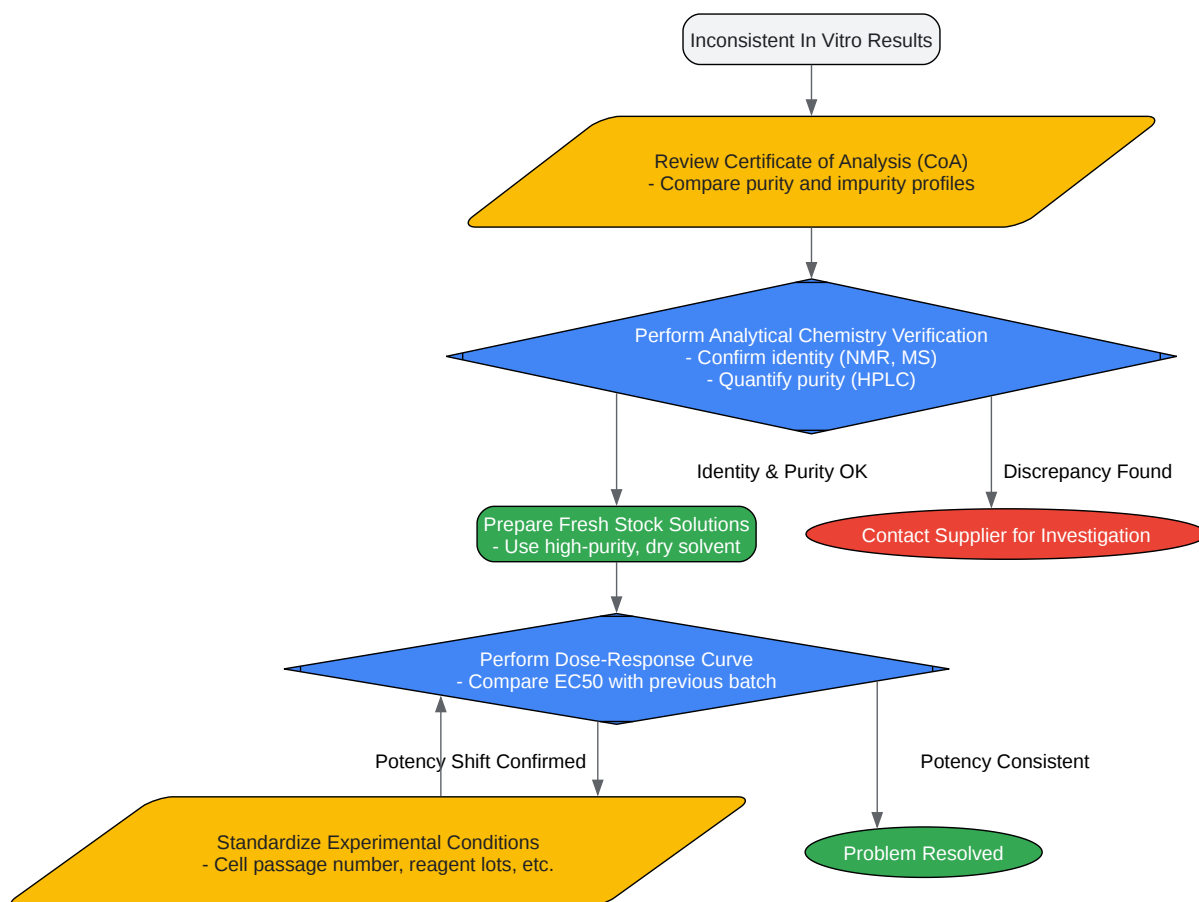 Inconsistent In Vitro Results
Review Certificate of Analysis (CoA)
- Compare purity and impurity profiles
Perform Analytical Chemistry Verification
- Confirm identity (NMR, MS)
- Quantify purity (HPLC)
Identity & Purity OK
Discrepancy Found
Prepare Fresh Stock Solutions
- Use high-purity, dry solvent
Contact Supplier for Investigation
Perform Dose-Response Curve
- Compare EC50 with previous batch
Potency Shift Confirmed
Potency Consistent
Standardize Experimental Conditions
- Cell passage number, reagent lots, etc.
Problem Resolved